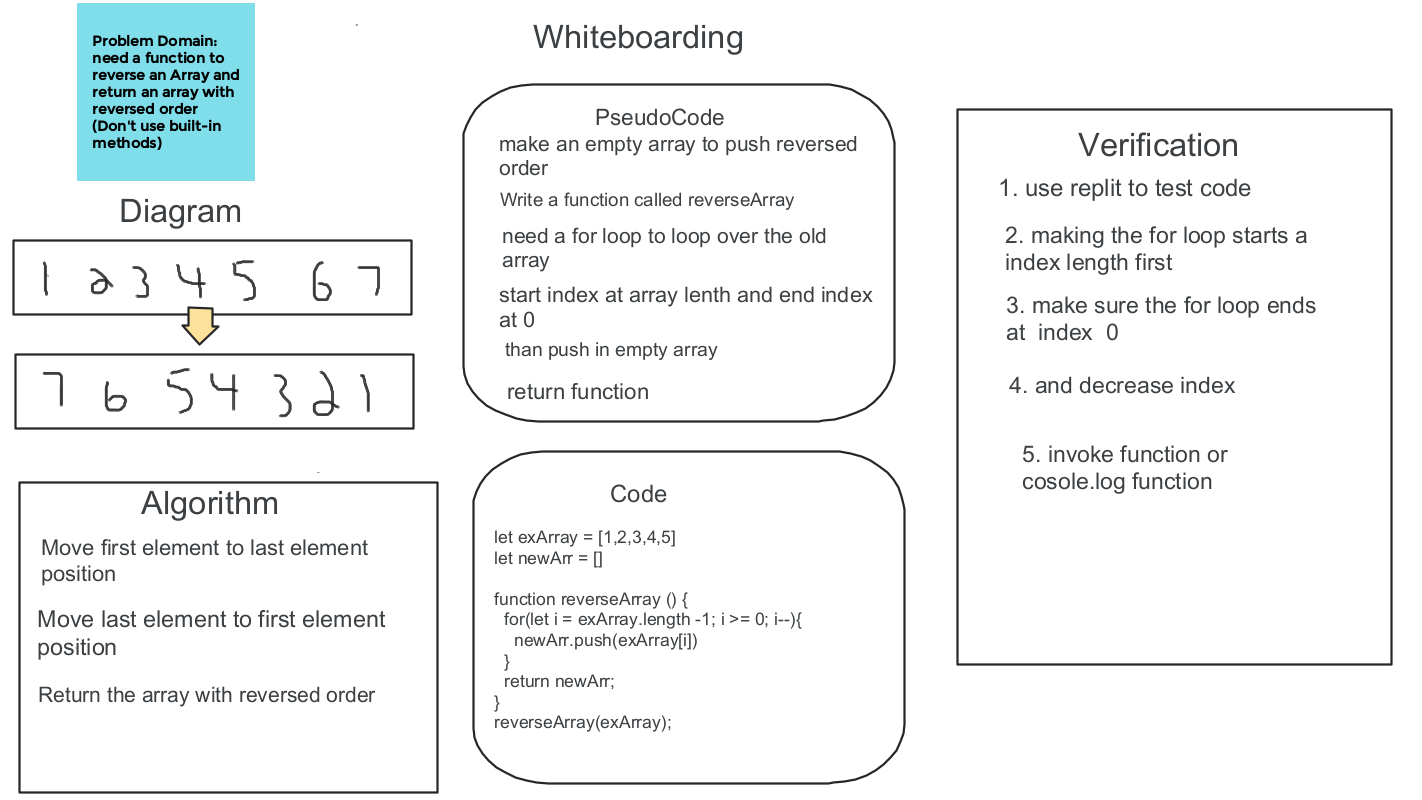 Problem Domain:
need a function to
reverse an Array and
return an array with
reversed order
(Don't use built-in
methods)
Whiteboarding
Diagram
1 2 3 4 5 6 7
7 6 5 4 3 2 1
Algorithm
Move first element to last element
position
Move last element to first element
position
Return the array with reversed order
PseudoCode
make an empty array to push reversed
order
Write a function called reverseArray
need a for loop to loop over the old
array
start index at array lenth and end index
at 0
than push in empty array
return function
Code
let exArray = [1,2,3,4,5]
let newArr = []
function reverseArray () {
for(let i = exArray.length -1; i >= 0; i--){
newArr.push(exArray[i])
}
return newArr;
}
reverseArray(exArray);
Verification
1. use replit to test code
2. making the for loop starts a
index length first
3. make sure the for loop ends
at index 0
4. and decrease index
5. invoke function or
cosole.log function